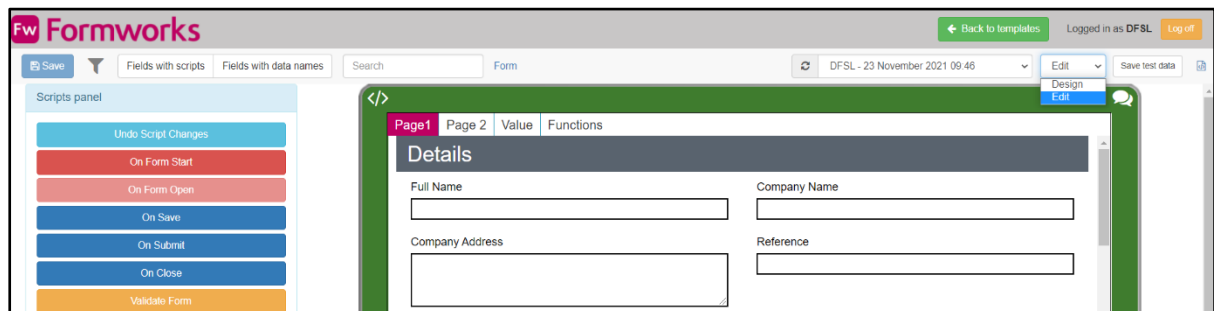 Fw Formworks
Back to templates Logged in as DFSL Log off
Save Fields with scripts Fields with data names Search Form DFSL - 23 November 2021 09:46 Edit Save test data
Design
Edit
Scripts panel
Undo Script Changes
On Form Start
On Form Open
On Save
On Submit
On Close
Validate Form
</>
Page1 Page 2 Value Functions
Details
Full Name Company Name
Company Address Reference